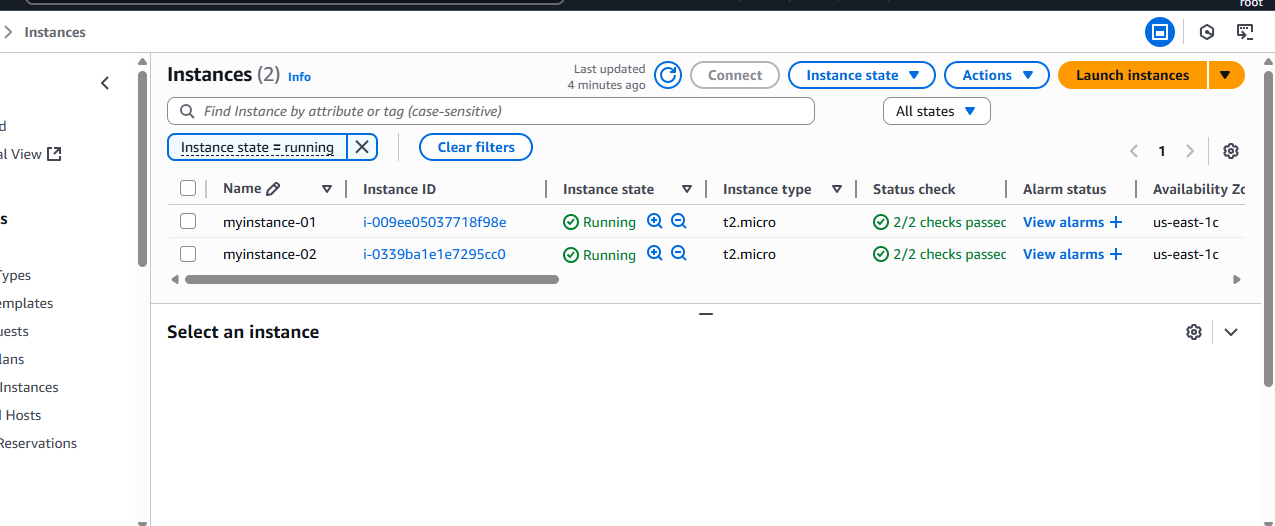 root
Instances
Instances (2) Info
Last updated
4 minutes ago
Connect
Instance state
Actions
Launch instances
Find Instance by attribute or tag (case-sensitive)
All states
Instance state = running
Clear filters
1
Name Instance ID Instance state Instance type Status check Alarm status Availability Zo
myinstance-01 i-009ee05037718f98e Running t2.micro 2/2 checks passec View alarms + us-east-1c
myinstance-02 i-0339ba1e1e7295cc0 Running t2.micro 2/2 checks passec View alarms + us-east-1c
Select an instance
d
al View
s
Types
emplates
uests
lans
Instances
d Hosts
Reservations